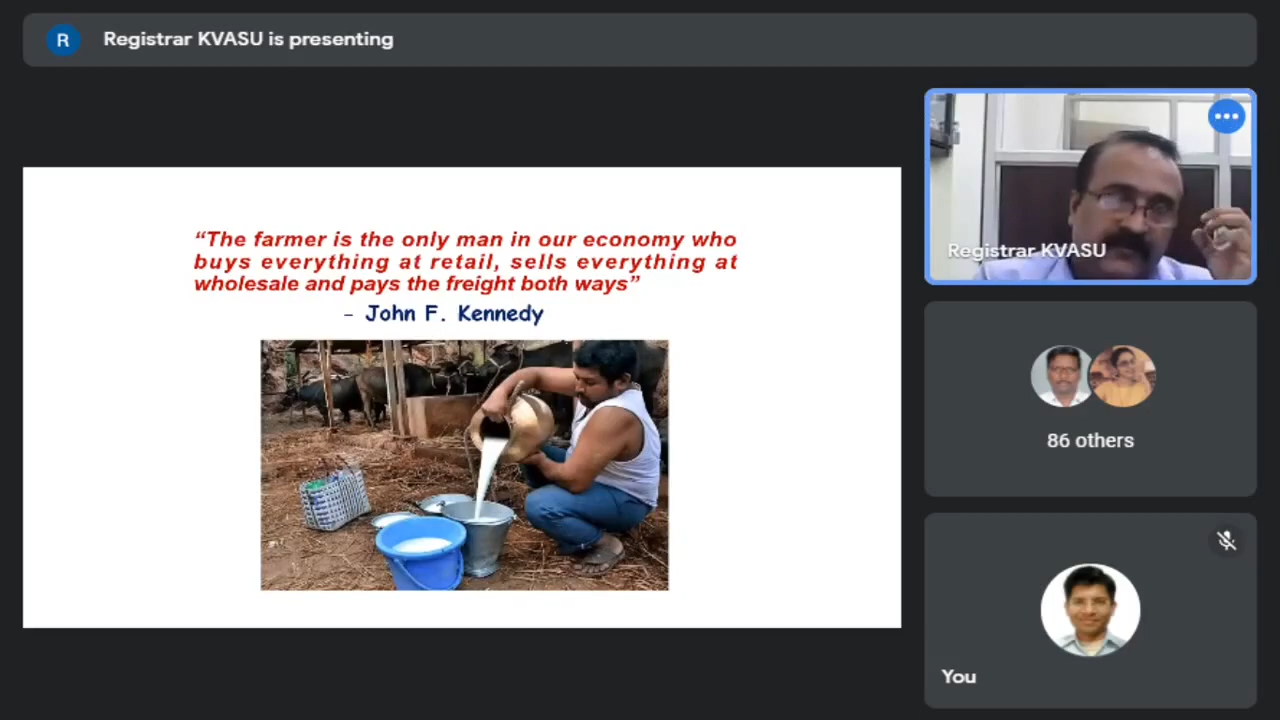 R
Registrar KVASU is presenting
“The farmer is the only man in our economy who
buys everything at retail, sells everything at
wholesale and pays the freight both ways”
– John F. Kennedy
Registrar KVASU
86 others
You